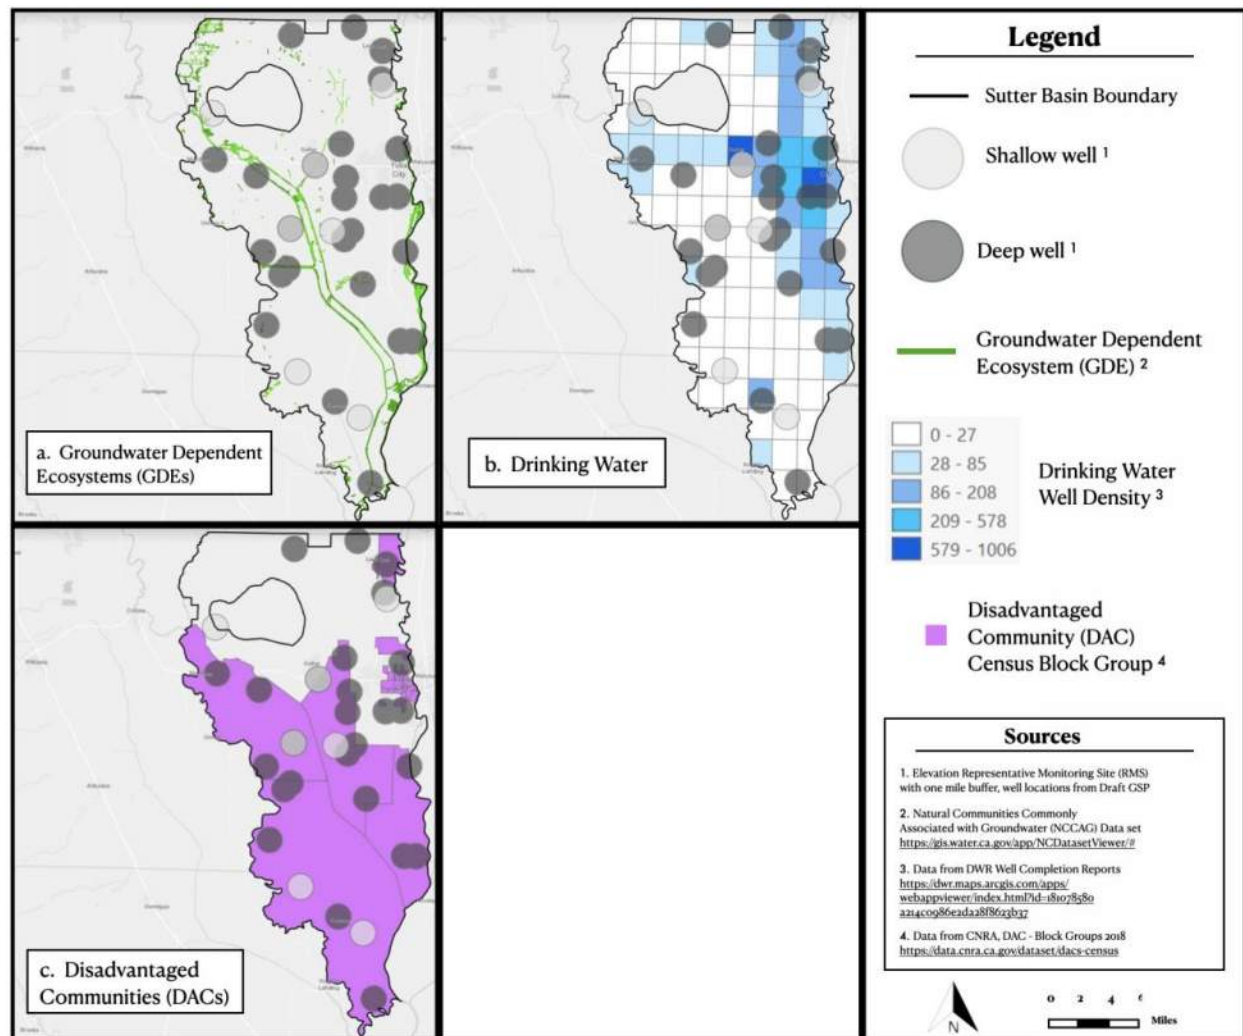 a. Groundwater Dependent
Ecosystems (GDEs)
b. Drinking Water
c. Disadvantaged
Communities (DACs)
Legend
Sutter Basin Boundary
Shallow well 1
Deep well 1
Groundwater Dependent
Ecosystem (GDE) 2
0 - 27
28 - 85
86 - 208
209 - 578
579 - 1006
Drinking Water
Well Density 3
Disadvantaged
Community (DAC)
Census Block Group 4
Sources
1. Elevation Representative Monitoring Site (RMS)
with one mile buffer, well locations from Draft GSP
2. Natural Communities Commonly
Associated with Groundwater (NCCAG) Data set
https://gis.water.ca.gov/app/NCDatasetViewer/#
3. Data from DWR Well Completion Reports
https://dwr.maps.arcgis.com/apps/
webappviewer/index.html?id=181078580
a214c0986e2da28f8623b37
4. Data from CNRA, DAC - Block Groups 2018
https://data.cnra.ca.gov/dataset/dacs-census
N
0 2 4 6
Miles